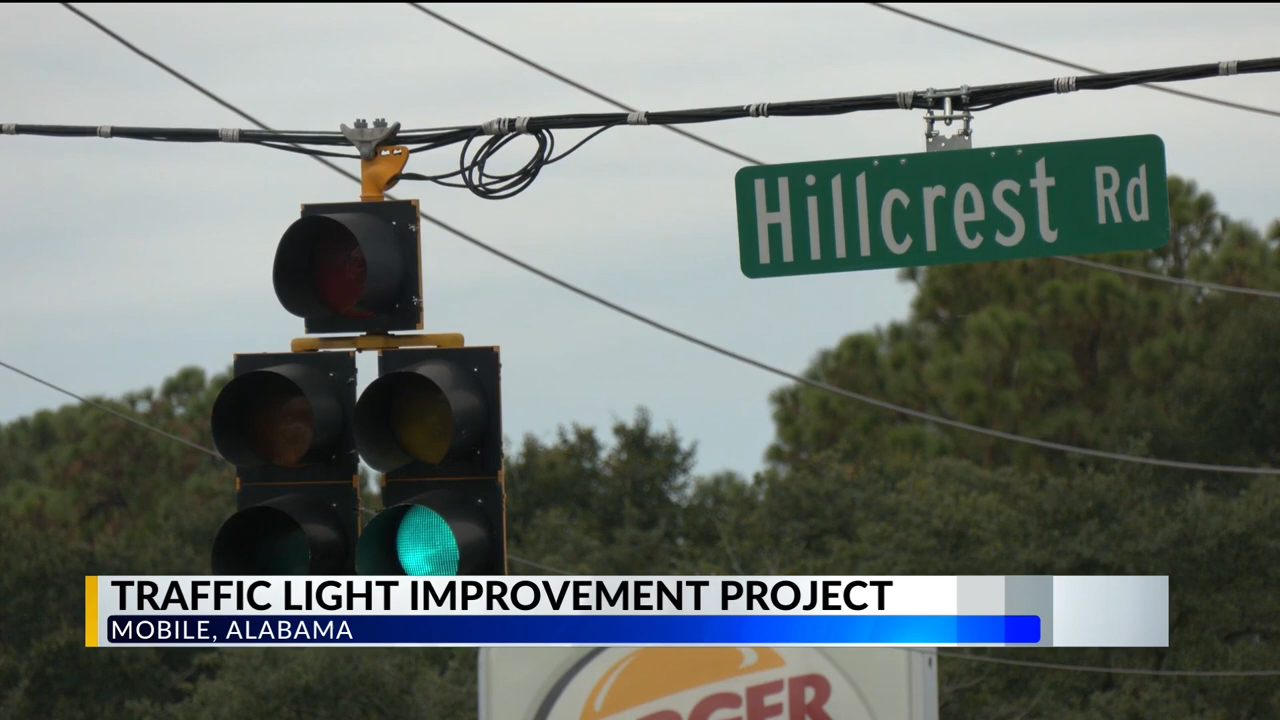 Hillcrest Rd
TRAFFIC LIGHT IMPROVEMENT PROJECT
MOBILE, ALABAMA